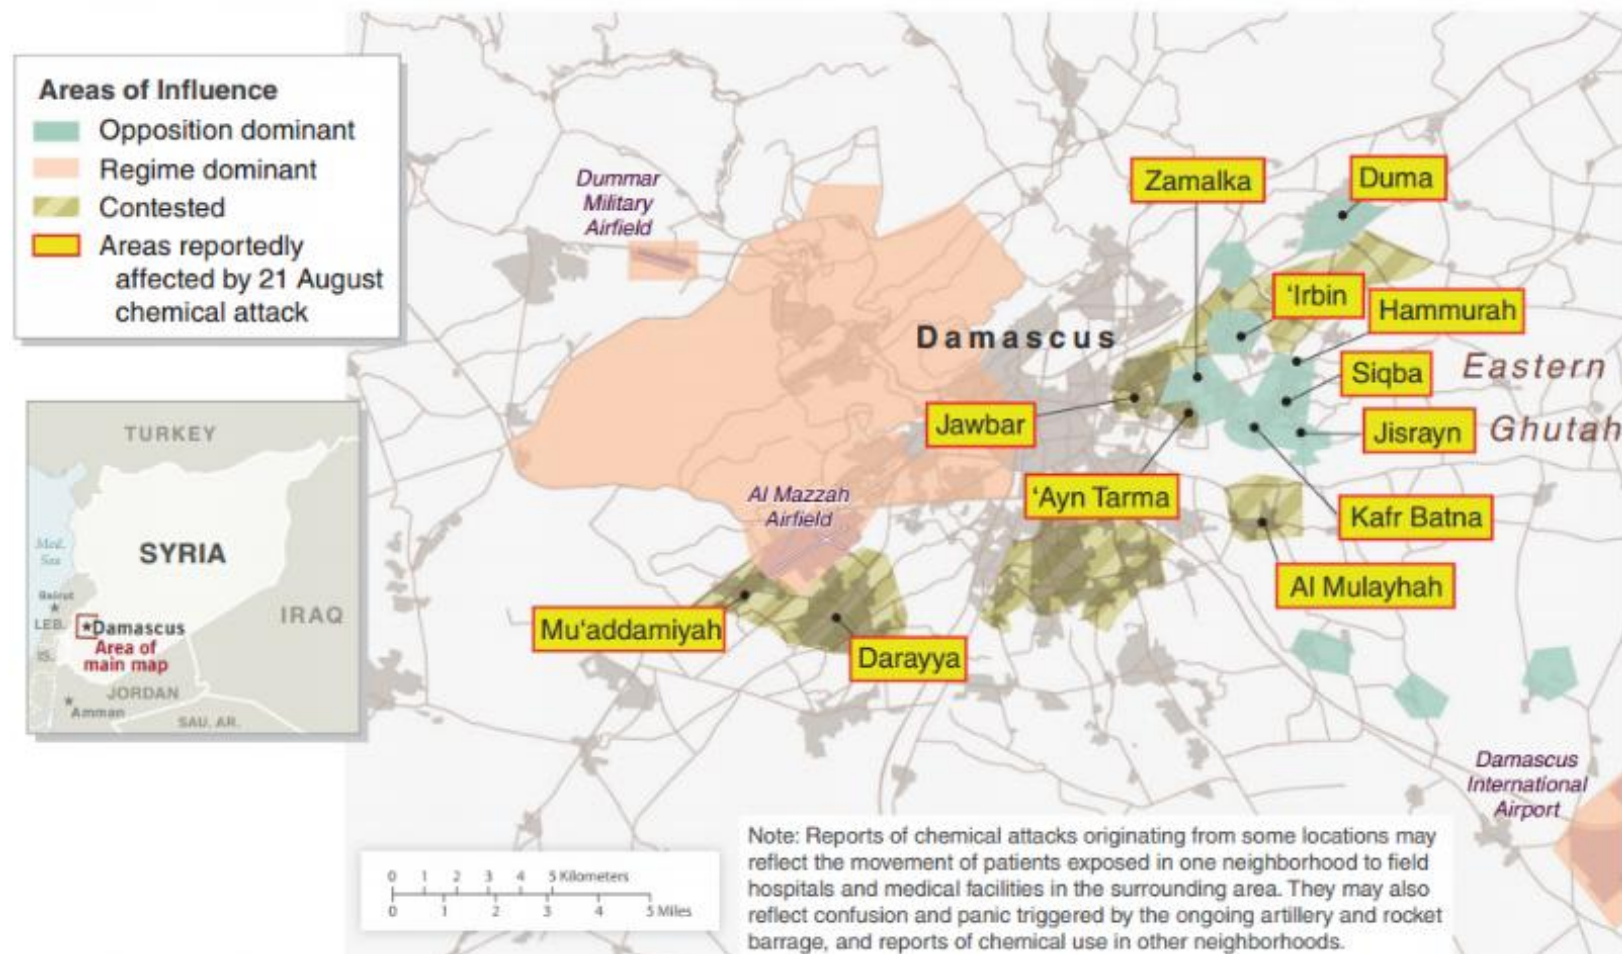 Areas of Influence
Opposition dominant
Regime dominant
Contested
Areas reportedly
affected by 21 August
chemical attack
TURKEY
Med.
Sea
SYRIA
Beirut
LEB.
IRAQ
Damascus
Area of
main map
IS.
JORDAN
Amman
SAU. AR.
Dummar
Military
Airfield
Zamalka
Duma
‘Irbin
Hammurah
Damascus
Siqba
Eastern
Ghutah
Jawbar
Jisrayn
‘Ayn Tarma
Kafr Batna
Al Mazzah
Airfield
Al Mulayhah
Mu‘addamiyah
Darayya
Damascus
International
Airport
0 1 2 3 4 5 Kilometers
0 1 2 3 4 5 Miles
Note: Reports of chemical attacks originating from some locations may
reflect the movement of patients exposed in one neighborhood to field
hospitals and medical facilities in the surrounding area. They may also
reflect confusion and panic triggered by the ongoing artillery and rocket
barrage, and reports of chemical use in other neighborhoods.